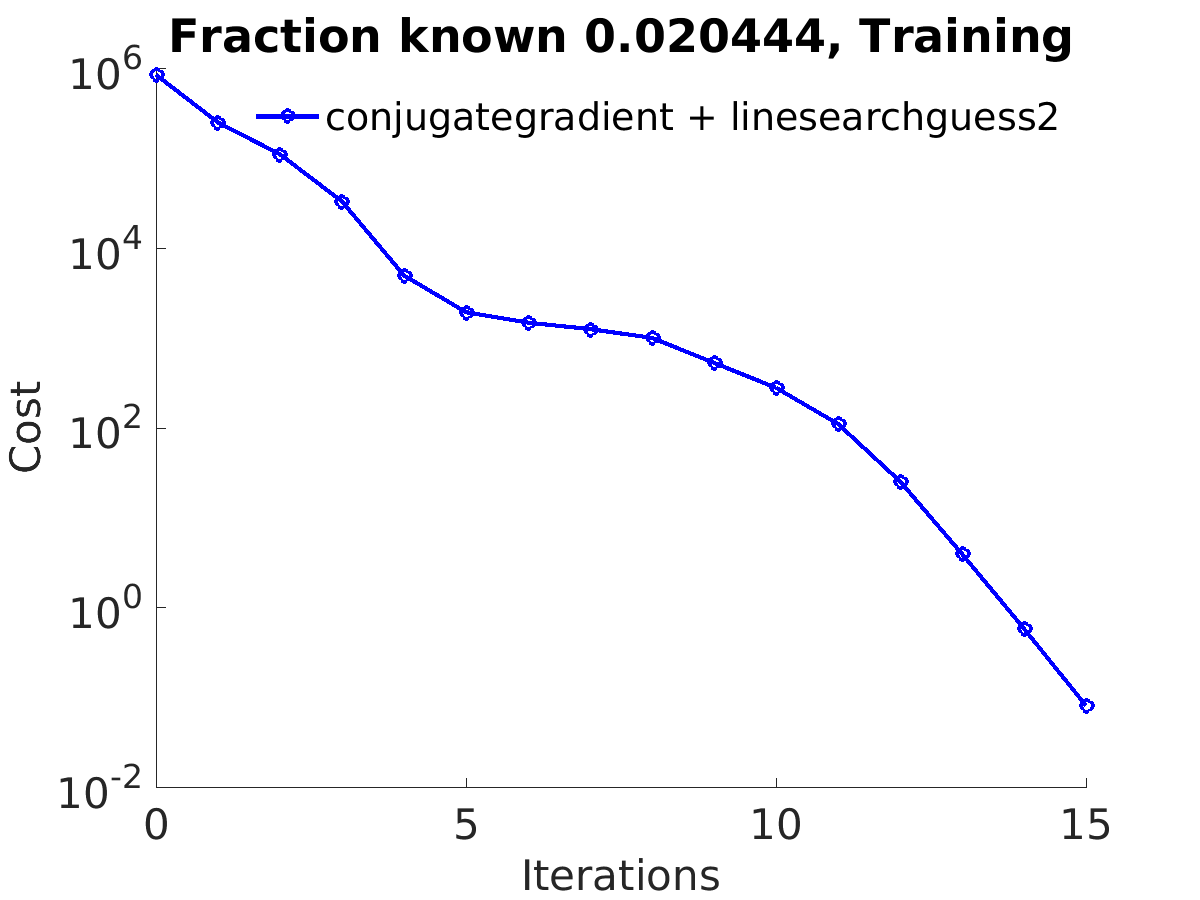 Fraction known 0.020444, Training
conjugategradient + linesearchguess2
10^6
10^4
10^2
10^0
10^-2
Cost
0 5 10 15
Iterations